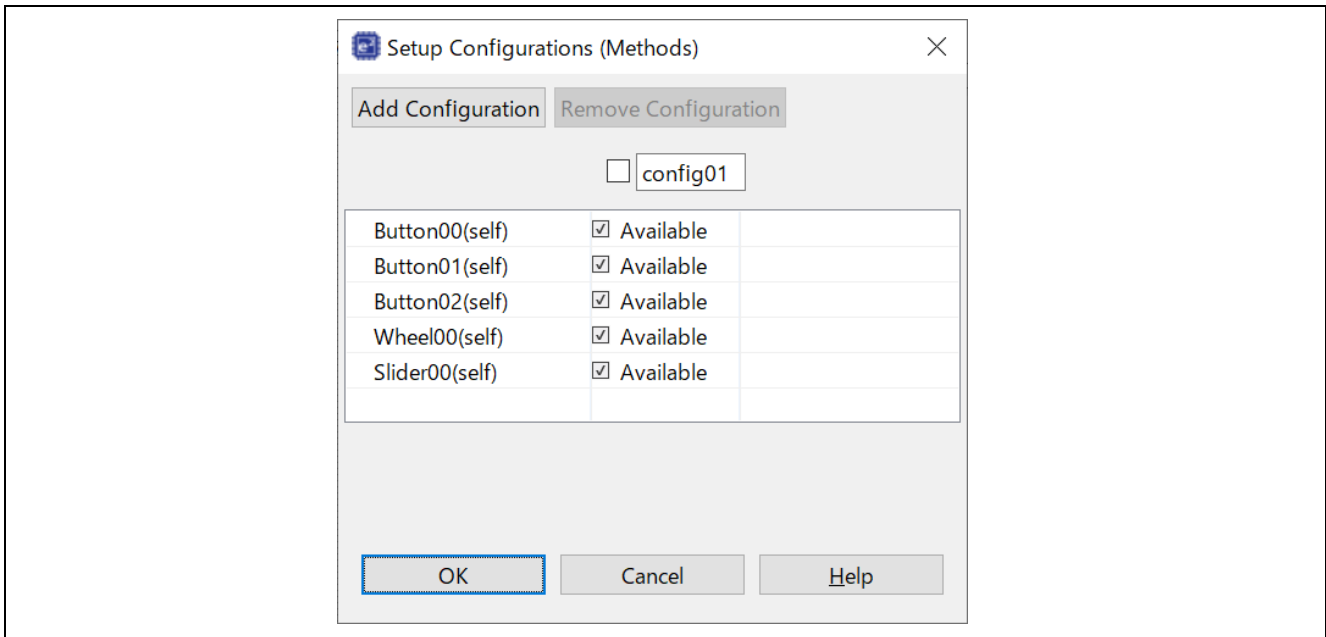 Setup Configurations (Methods)
Add Configuration Remove Configuration
config01
Button00(self) Available
Button01(self) Available
Button02(self) Available
Wheel00(self) Available
Slider00(self) Available
OK Cancel Help